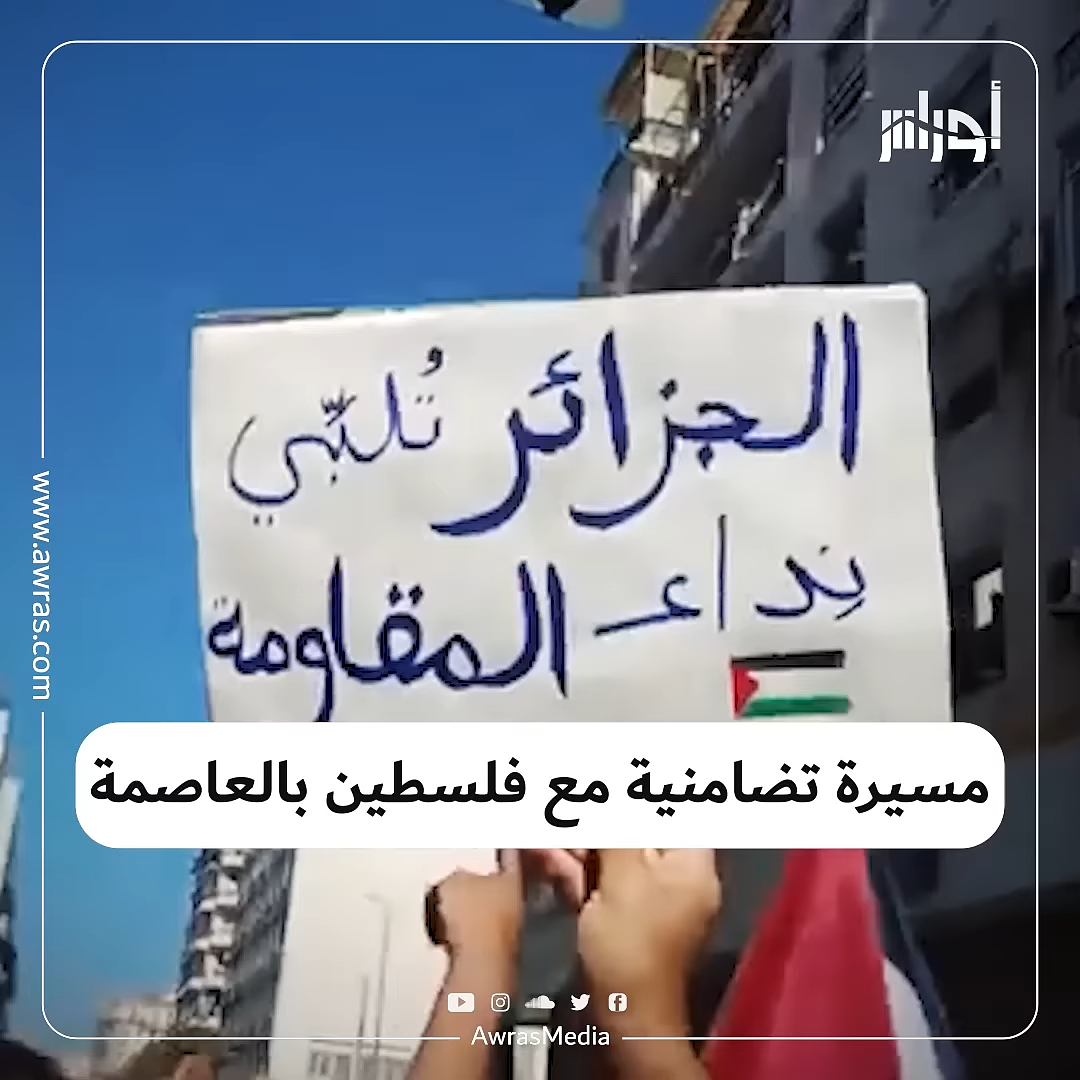 أوراس
الجزائر تُلبّي
نِداء المقاومة
مسيرة تضامنية مع فلسطين بالعاصمة
www.awras.com
AwrasMedia